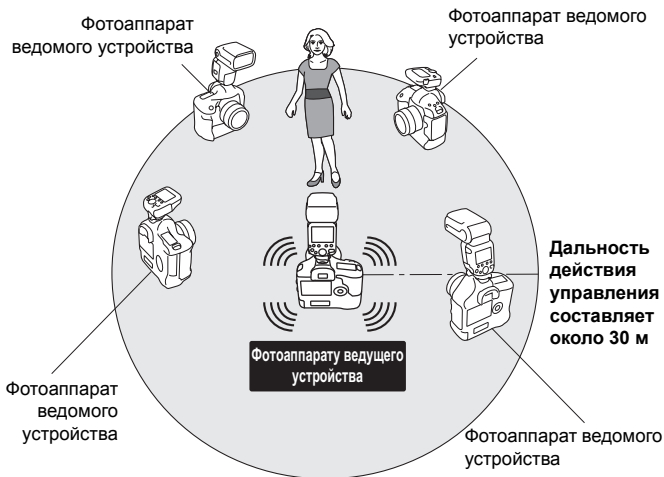 Фотоаппарат
ведомого устройства
Фотоаппарат ведомого
устройства
Дальность
действия
управления
составляет
около 30 м
Фотоаппарату ведущего
устройства
Фотоаппарат
ведомого
устройства
Фотоаппарат ведомого
устройства